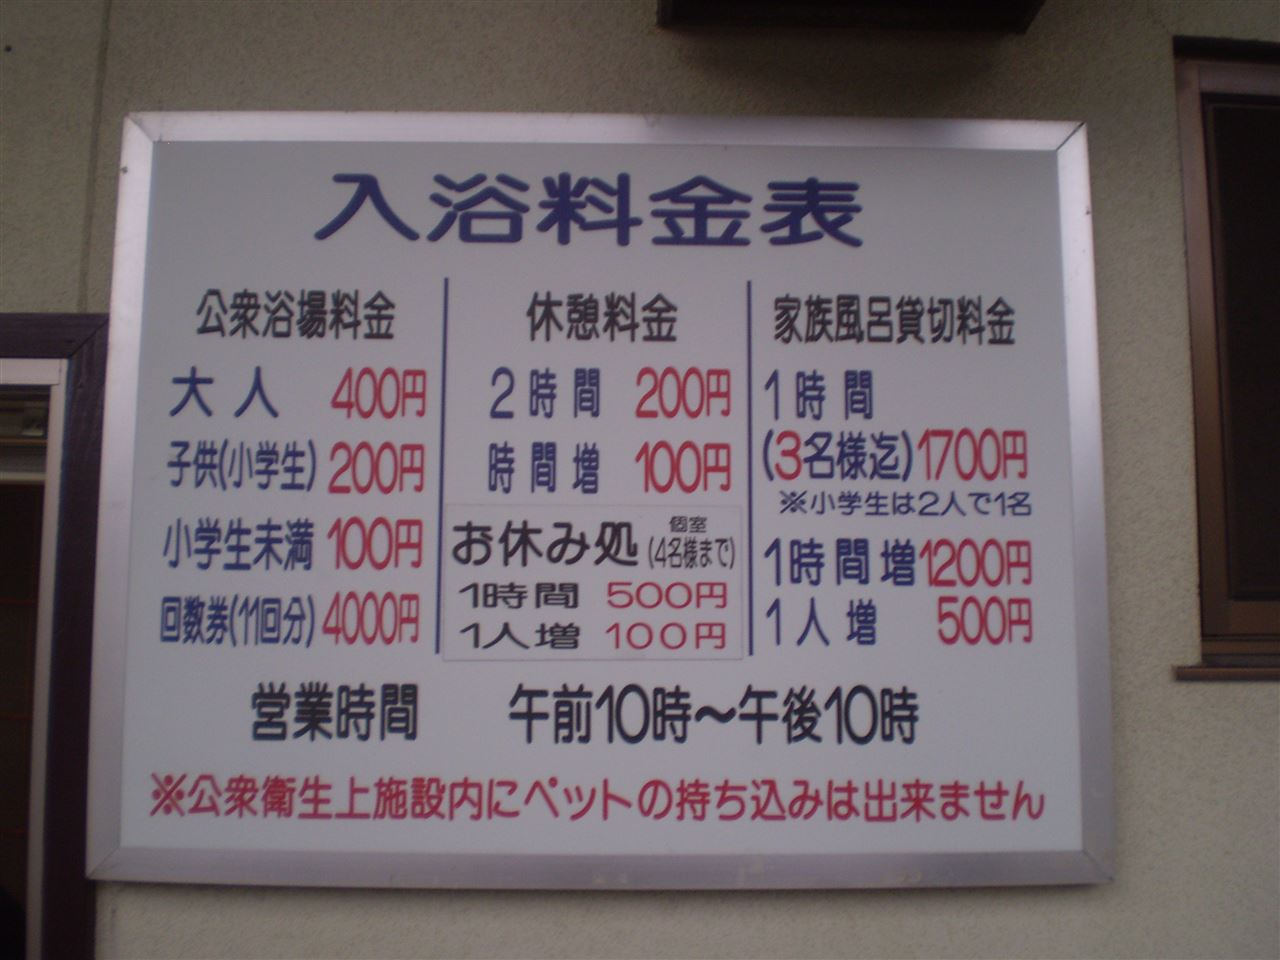 入浴料金表
公衆浴場料金
大人 400円
子供(小学生) 200円
小学生未満 100円
回数券(11回分) 4000円
休憩料金
2時間 200円
時間増 100円
お休み処 個室(4名様まで)
1時間 500円
1人増 100円
家族風呂貸切料金
1時間
(3名様迄) 1700円
※小学生は2人で1名
1時間増 1200円
1人増 500円
営業時間 午前10時〜午後10時
※公衆衛生上施設内にペットの持ち込みは出来ません